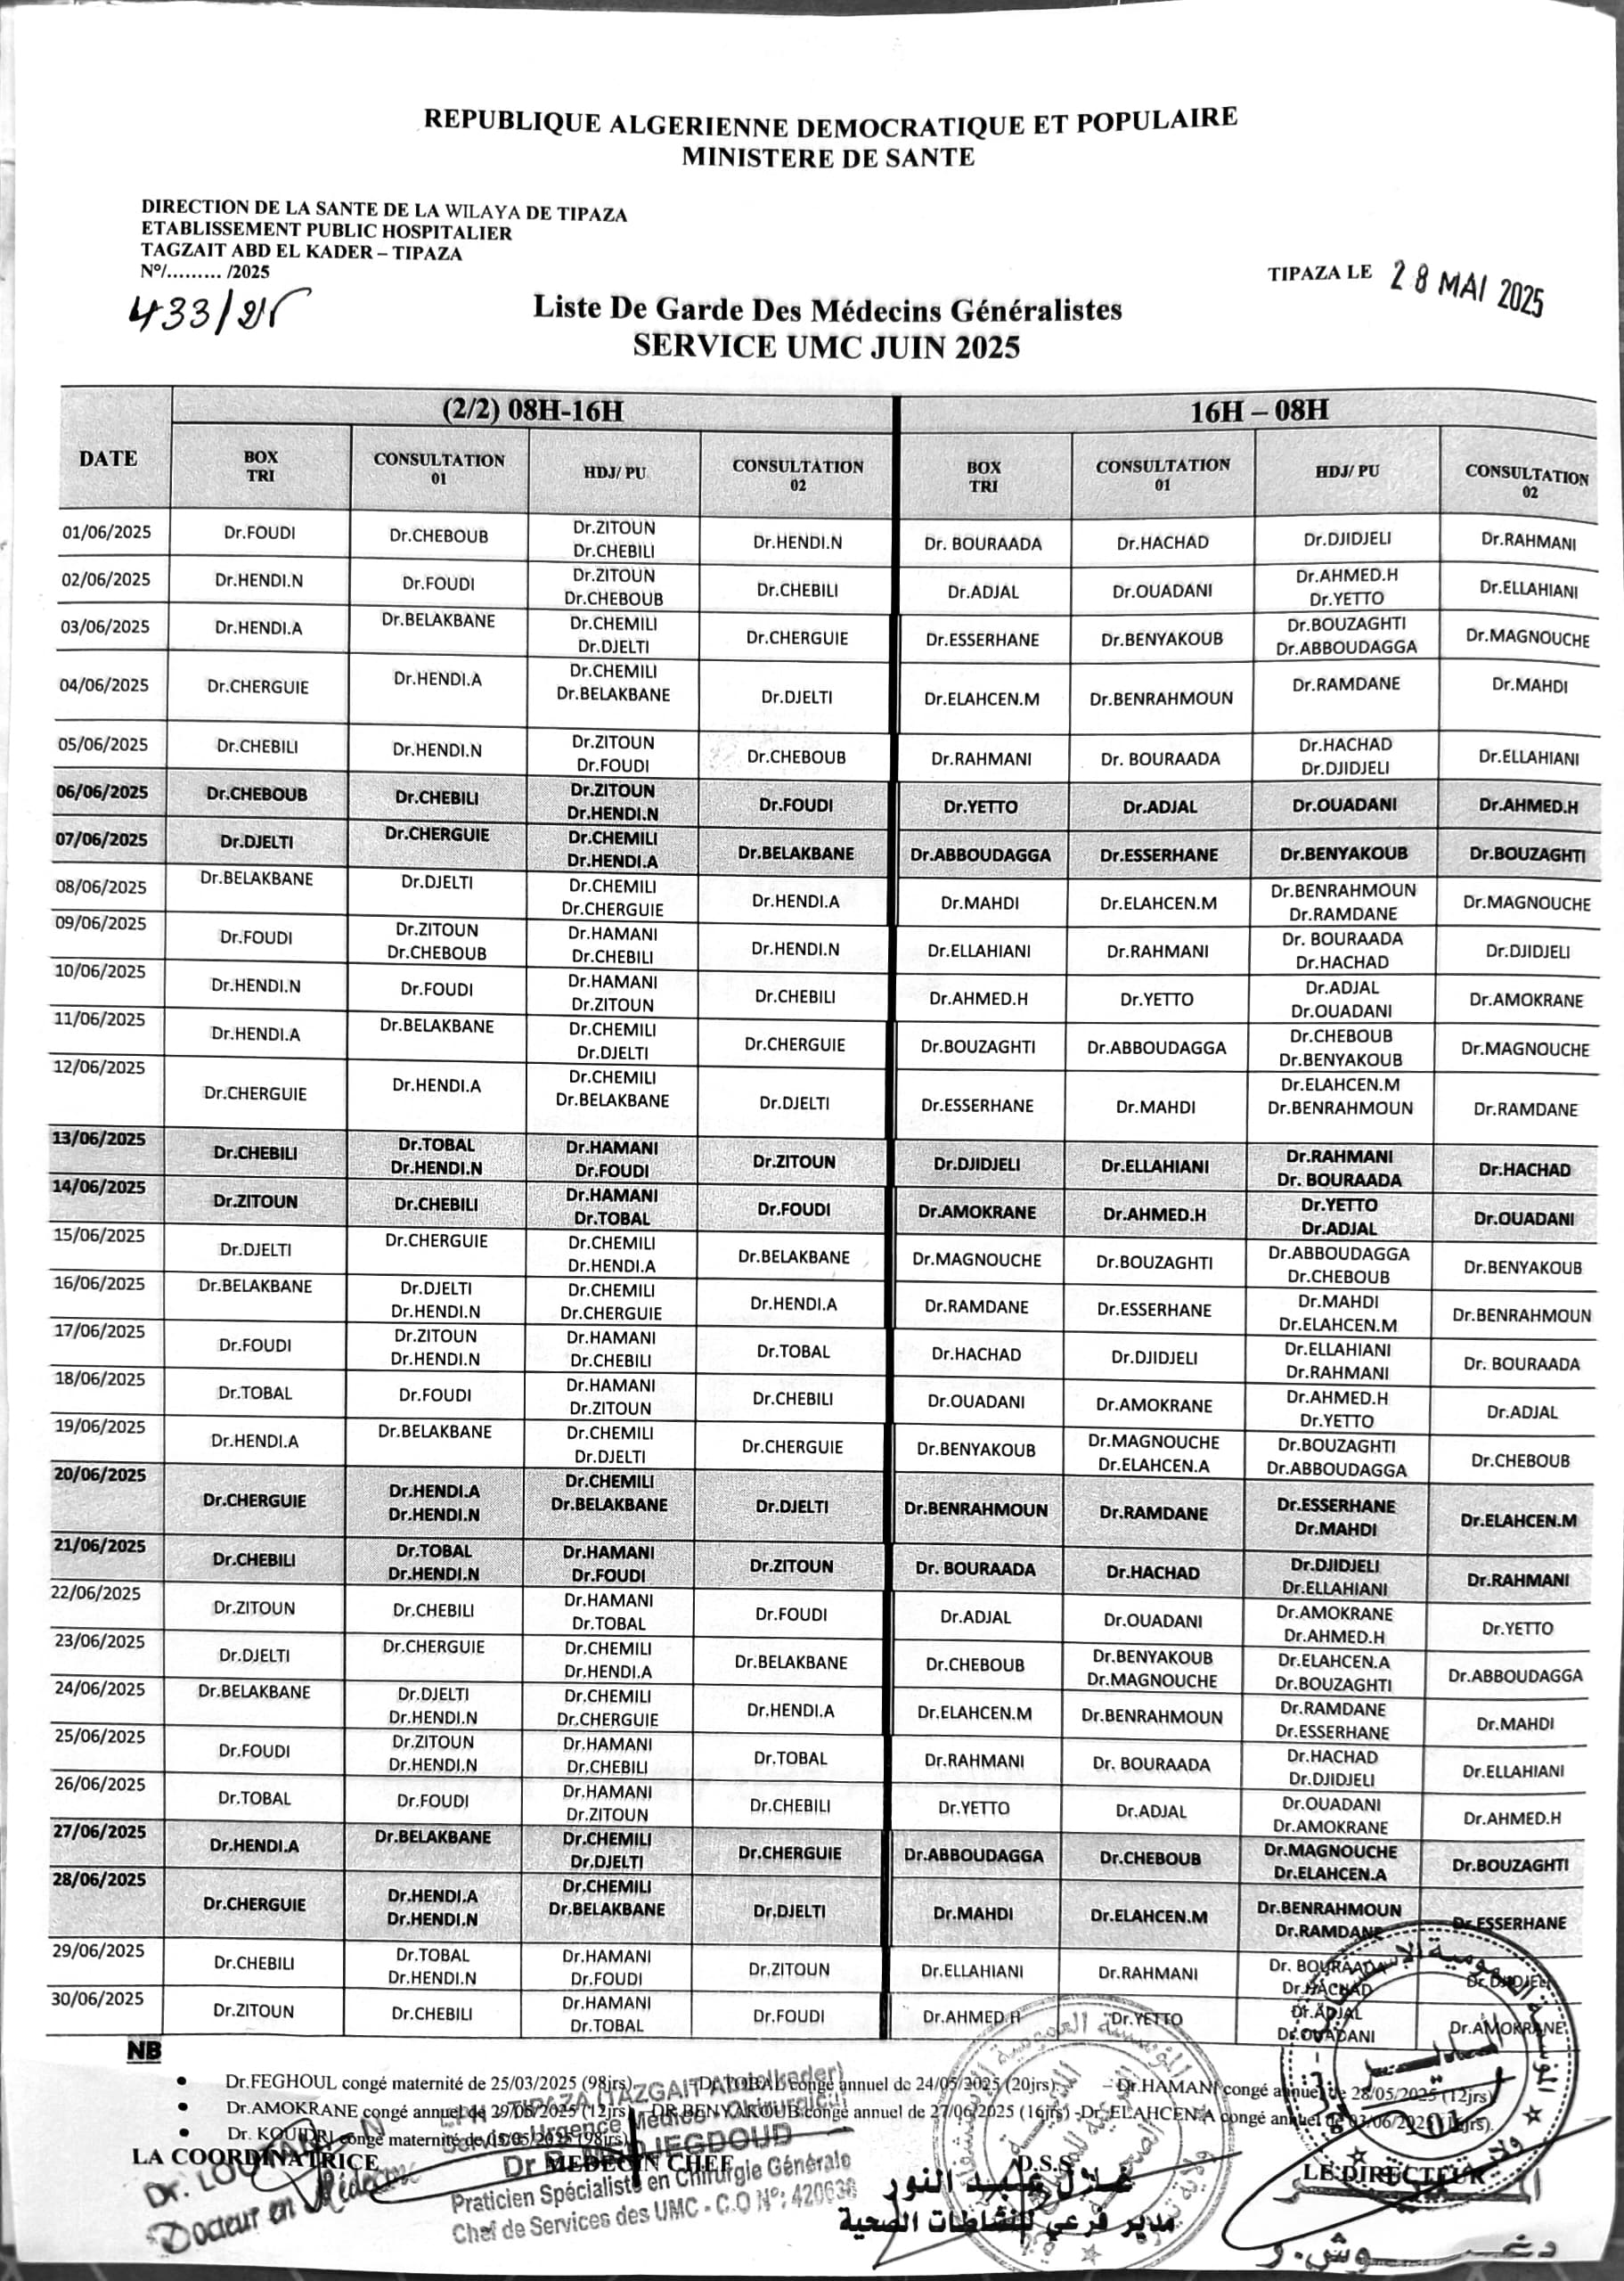 REPUBLIQUE ALGERIENNE DEMOCRATIQUE ET POPULAIRE
MINISTERE DE SANTE
DIRECTION DE LA SANTE DE LA WILAYA DE TIPAZA
ETABLISSEMENT PUBLIC HOSPITALIER
TAGZAIT ABD EL KADER – TIPAZA
N°/......... /2025
433/25
TIPAZA LE 28 MAI 2025
Liste De Garde Des Médecins Généralistes
SERVICE UMC JUIN 2025
DATE (2/2) 08H-16H 16H – 08H
BOX TRI CONSULTATION 01 HDJ/ PU CONSULTATION 02 BOX TRI CONSULTATION 01 HDJ/ PU CONSULTATION 02
01/06/2025 Dr.FOUDI Dr.CHEBOUB Dr.ZITOUN Dr.CHEBILI Dr.HENDI.N Dr. BOURAADA Dr.HACHAD Dr.DJIDJELI Dr.RAHMANI
02/06/2025 Dr.HENDI.N Dr.FOUDI Dr.ZITOUN Dr.CHEBOUB Dr.CHEBILI Dr.ADJAL Dr.OUADANI Dr.AHMED.H Dr.YETTO Dr.ELLAHIANI
03/06/2025 Dr.HENDI.A Dr.BELAKBANE Dr.CHEMILI Dr.DJELTI Dr.CHERGUIE Dr.ESSERHANE Dr.BENYAKOUB Dr.BOUZAGHTI Dr.ABBOUDAGGA Dr.MAGNOUCHE
04/06/2025 Dr.CHERGUIE Dr.HENDI.A Dr.CHEMILI Dr.BELAKBANE Dr.DJELTI Dr.ELAHCEN.M Dr.BENRAHMOUN Dr.RAMDANE Dr.MAHDI
05/06/2025 Dr.CHEBILI Dr.HENDI.N Dr.ZITOUN Dr.FOUDI Dr.CHEBOUB Dr.RAHMANI Dr. BOURAADA Dr.HACHAD Dr.DJIDJELI Dr.ELLAHIANI
06/06/2025 Dr.CHEBOUB Dr.CHEBILI Dr.ZITOUN Dr.HENDI.N Dr.FOUDI Dr.YETTO Dr.ADJAL Dr.OUADANI Dr.AHMED.H
07/06/2025 Dr.DJELTI Dr.CHERGUIE Dr.CHEMILI Dr.HENDI.A Dr.BELAKBANE Dr.ABBOUDAGGA Dr.ESSERHANE Dr.BENYAKOUB Dr.BOUZAGHTI
08/06/2025 Dr.BELAKBANE Dr.DJELTI Dr.CHEMILI Dr.CHERGUIE Dr.HENDI.A Dr.MAHDI Dr.ELAHCEN.M Dr.BENRAHMOUN Dr.RAMDANE Dr.MAGNOUCHE
09/06/2025 Dr.FOUDI Dr.ZITOUN Dr.CHEBOUB Dr.HAMANI Dr.CHEBILI Dr.HENDI.N Dr.ELLAHIANI Dr.RAHMANI Dr. BOURAADA Dr.HACHAD Dr.DJIDJELI
10/06/2025 Dr.HENDI.N Dr.FOUDI Dr.HAMANI Dr.ZITOUN Dr.CHEBILI Dr.AHMED.H Dr.YETTO Dr.ADJAL Dr.OUADANI Dr.AMOKRANE
11/06/2025 Dr.HENDI.A Dr.BELAKBANE Dr.CHEMILI Dr.DJELTI Dr.CHERGUIE Dr.BOUZAGHTI Dr.ABBOUDAGGA Dr.CHEBOUB Dr.BENYAKOUB Dr.MAGNOUCHE
12/06/2025 Dr.CHERGUIE Dr.HENDI.A Dr.CHEMILI Dr.BELAKBANE Dr.DJELTI Dr.ESSERHANE Dr.MAHDI Dr.ELAHCEN.M Dr.BENRAHMOUN Dr.RAMDANE
13/06/2025 Dr.CHEBILI Dr.TOBAL Dr.HENDI.N Dr.HAMANI Dr.FOUDI Dr.ZITOUN Dr.DJIDJELI Dr.ELLAHIANI Dr.RAHMANI Dr. BOURAADA Dr.HACHAD
14/06/2025 Dr.ZITOUN Dr.CHEBILI Dr.HAMANI Dr.TOBAL Dr.FOUDI Dr.AMOKRANE Dr.AHMED.H Dr.YETTO Dr.ADJAL Dr.OUADANI
15/06/2025 Dr.DJELTI Dr.CHERGUIE Dr.CHEMILI Dr.HENDI.A Dr.BELAKBANE Dr.MAGNOUCHE Dr.BOUZAGHTI Dr.ABBOUDAGGA Dr.CHEBOUB Dr.BENYAKOUB
16/06/2025 Dr.BELAKBANE Dr.DJELTI Dr.HENDI.N Dr.CHEMILI Dr.CHERGUIE Dr.HENDI.A Dr.RAMDANE Dr.ESSERHANE Dr.MAHDI Dr.ELAHCEN.M Dr.BENRAHMOUN
17/06/2025 Dr.FOUDI Dr.ZITOUN Dr.HENDI.N Dr.HAMANI Dr.CHEBILI Dr.TOBAL Dr.HACHAD Dr.DJIDJELI Dr.ELLAHIANI Dr.RAHMANI Dr. BOURAADA
18/06/2025 Dr.TOBAL Dr.FOUDI Dr.HAMANI Dr.ZITOUN Dr.CHEBILI Dr.OUADANI Dr.AMOKRANE Dr.AHMED.H Dr.YETTO Dr.ADJAL
19/06/2025 Dr.HENDI.A Dr.BELAKBANE Dr.CHEMILI Dr.DJELTI Dr.CHERGUIE Dr.BENYAKOUB Dr.MAGNOUCHE Dr.ELAHCEN.A Dr.BOUZAGHTI Dr.ABBOUDAGGA Dr.CHEBOUB
20/06/2025 Dr.CHERGUIE Dr.HENDI.A Dr.HENDI.N Dr.CHEMILI Dr.BELAKBANE Dr.DJELTI Dr.BENRAHMOUN Dr.RAMDANE Dr.ESSERHANE Dr.MAHDI Dr.ELAHCEN.M
21/06/2025 Dr.CHEBILI Dr.TOBAL Dr.HENDI.N Dr.HAMANI Dr.FOUDI Dr.ZITOUN Dr. BOURAADA Dr.HACHAD Dr.DJIDJELI Dr.ELLAHIANI Dr.RAHMANI
22/06/2025 Dr.ZITOUN Dr.CHEBILI Dr.HAMANI Dr.TOBAL Dr.FOUDI Dr.ADJAL Dr.OUADANI Dr.AMOKRANE Dr.AHMED.H Dr.YETTO
23/06/2025 Dr.DJELTI Dr.CHERGUIE Dr.CHEMILI Dr.HENDI.A Dr.BELAKBANE Dr.CHEBOUB Dr.BENYAKOUB Dr.MAGNOUCHE Dr.ELAHCEN.A Dr.BOUZAGHTI Dr.ABBOUDAGGA
24/06/2025 Dr.BELAKBANE Dr.DJELTI Dr.HENDI.N Dr.CHEMILI Dr.CHERGUIE Dr.HENDI.A Dr.ELAHCEN.M Dr.BENRAHMOUN Dr.RAMDANE Dr.ESSERHANE Dr.MAHDI
25/06/2025 Dr.FOUDI Dr.ZITOUN Dr.HENDI.N Dr.HAMANI Dr.CHEBILI Dr.TOBAL Dr.RAHMANI Dr. BOURAADA Dr.HACHAD Dr.DJIDJELI Dr.ELLAHIANI
26/06/2025 Dr.TOBAL Dr.FOUDI Dr.HAMANI Dr.ZITOUN Dr.CHEBILI Dr.YETTO Dr.ADJAL Dr.OUADANI Dr.AMOKRANE Dr.AHMED.H
27/06/2025 Dr.HENDI.A Dr.BELAKBANE Dr.CHEMILI Dr.DJELTI Dr.CHERGUIE Dr.ABBOUDAGGA Dr.CHEBOUB Dr.MAGNOUCHE Dr.ELAHCEN.A Dr.BOUZAGHTI
28/06/2025 Dr.CHERGUIE Dr.HENDI.A Dr.HENDI.N Dr.CHEMILI Dr.BELAKBANE Dr.DJELTI Dr.MAHDI Dr.ELAHCEN.M Dr.BENRAHMOUN Dr.RAMDANE Dr.ESSERHANE
29/06/2025 Dr.CHEBILI Dr.TOBAL Dr.HENDI.N Dr.HAMANI Dr.FOUDI Dr.ZITOUN Dr.ELLAHIANI Dr.RAHMANI Dr. BOURAADA Dr.HACHAD Dr.DJIDJELI
30/06/2025 Dr.ZITOUN Dr.CHEBILI Dr.HAMANI Dr.TOBAL Dr.FOUDI Dr.AHMED.H Dr.YETTO Dr.ADJAL Dr.OUADANI Dr.AMOKRANE
NB
• Dr.FEGHOUL congé maternité de 25/03/2025 (98jrs). congé annuel de 24/05/2025 (20jrs). – Dr.HAMANI congé annuel de 28/05/2025 (12jrs)
• Dr.AMOKRANE congé annuel de 29/05/2025 (12jrs) -DR.BENYAKOUB congé annuel de 27/06/2025 (16jrs) -Dr. ELAHCEN.A congé annuel de 03/06/2025
• Dr. KOUIDRI congé maternité de 05/2025 (98jrs)
LA COORDINATRICE MEDECIN CHEF D.S.S LE DIRECTEUR
Docteur en Médecine
Praticien Spécialiste en Chirurgie Générale
Chef de Services des UMC - C.O N°: 420638
مدير فرعي للنشاطات الصحية